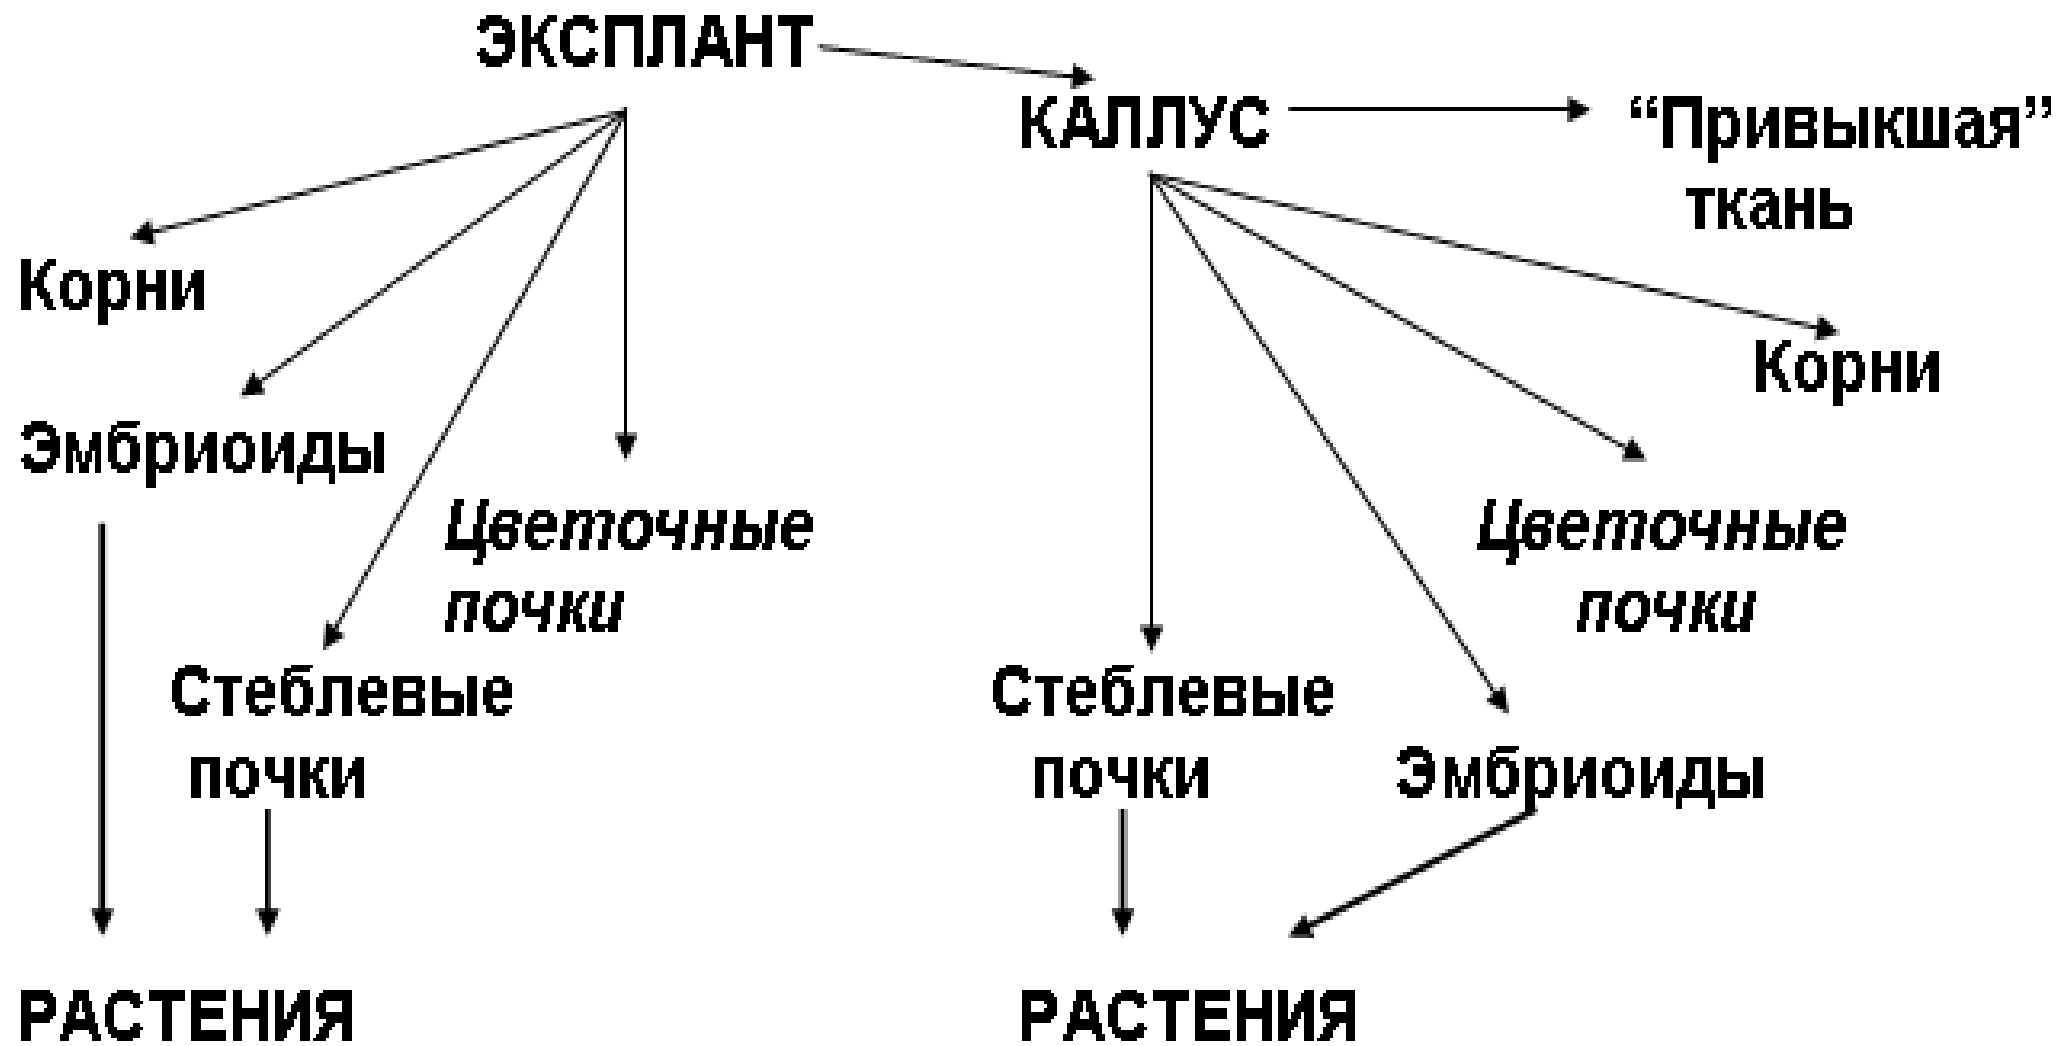 ЭКСПЛАНТ
КАЛЛУС
“Привыкшая”
ткань
Корни
Корни
Эмбриоиды
Цветочные
почки
Цветочные
почки
Стеблевые
почки
Стеблевые
почки
Эмбриоиды
РАСТЕНИЯ
РАСТЕНИЯ